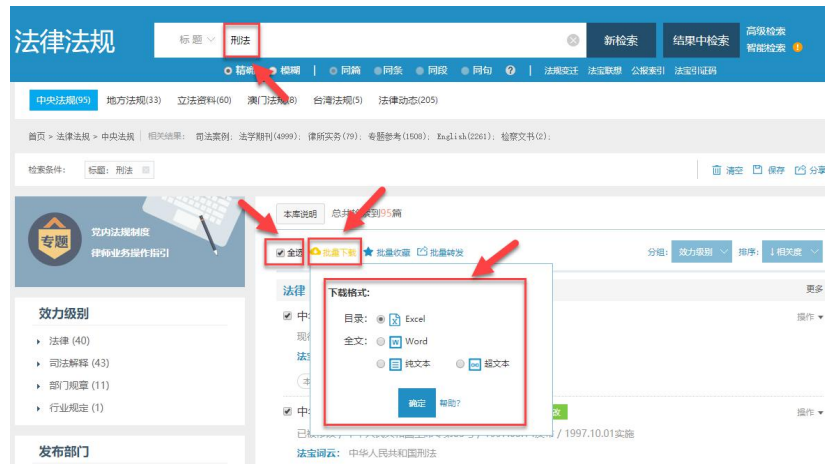 法律法规
标题
刑法
新检索
结果中检索
高级检索
智能检索
精确 模糊 | 同篇 同条 同段 同句 | 法规变迁 法宝联想 公报索引 法宝引证码
中央法规(95) 地方法规(33) 立法资料(60) 澳门法规(8) 台湾法规(5) 法律动态(205)
首页 > 法律法规 > 中央法规 | 相关结果: 司法案例; 法学期刊(4999); 律所实务(79); 专题参考(1508); English(2261); 检察文书(2);
检索条件: 标题: 刑法
清空 保存 分享
专题
党内法规制度
律师业务操作指引
本库说明 总共 到95篇
全选 批量下载 批量收藏 批量转发
分组: 效力级别 排序: ↓相关度
法律
更多
下载格式:
目录: Excel
全文: Word
纯文本 超文本
确定 帮助?
中
操作
现
法
本
中
改
操作
1997.10.01实施
法宝词云: 中华人民共和国刑法
效力级别
法律 (40)
司法解释 (43)
部门规章 (11)
行业规定 (1)
发布部门